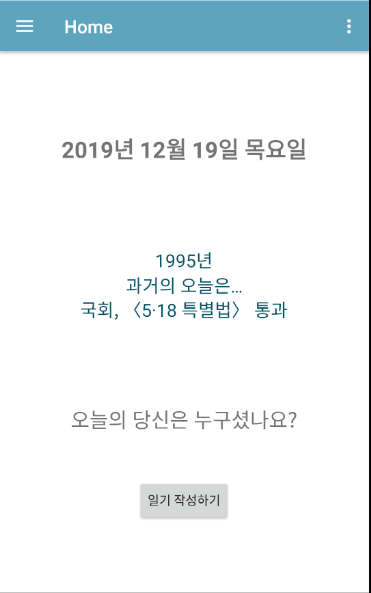 Home
2019년 12월 19일 목요일
1995년
과거의 오늘은...
국회, 〈5·18 특별법〉 통과
오늘의 당신은 누구셨나요?
일기 작성하기